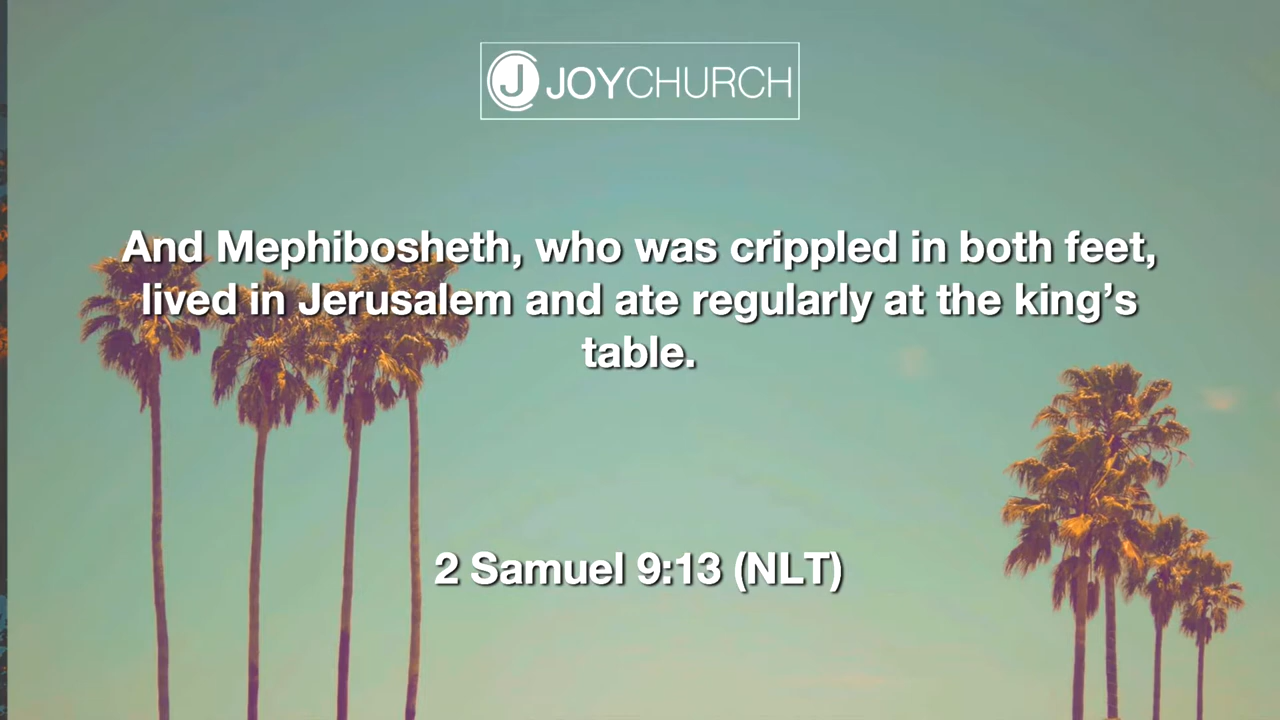 J JOYCHURCH
And Mephibosheth, who was crippled in both feet,
lived in Jerusalem and ate regularly at the king’s
table.
2 Samuel 9:13 (NLT)